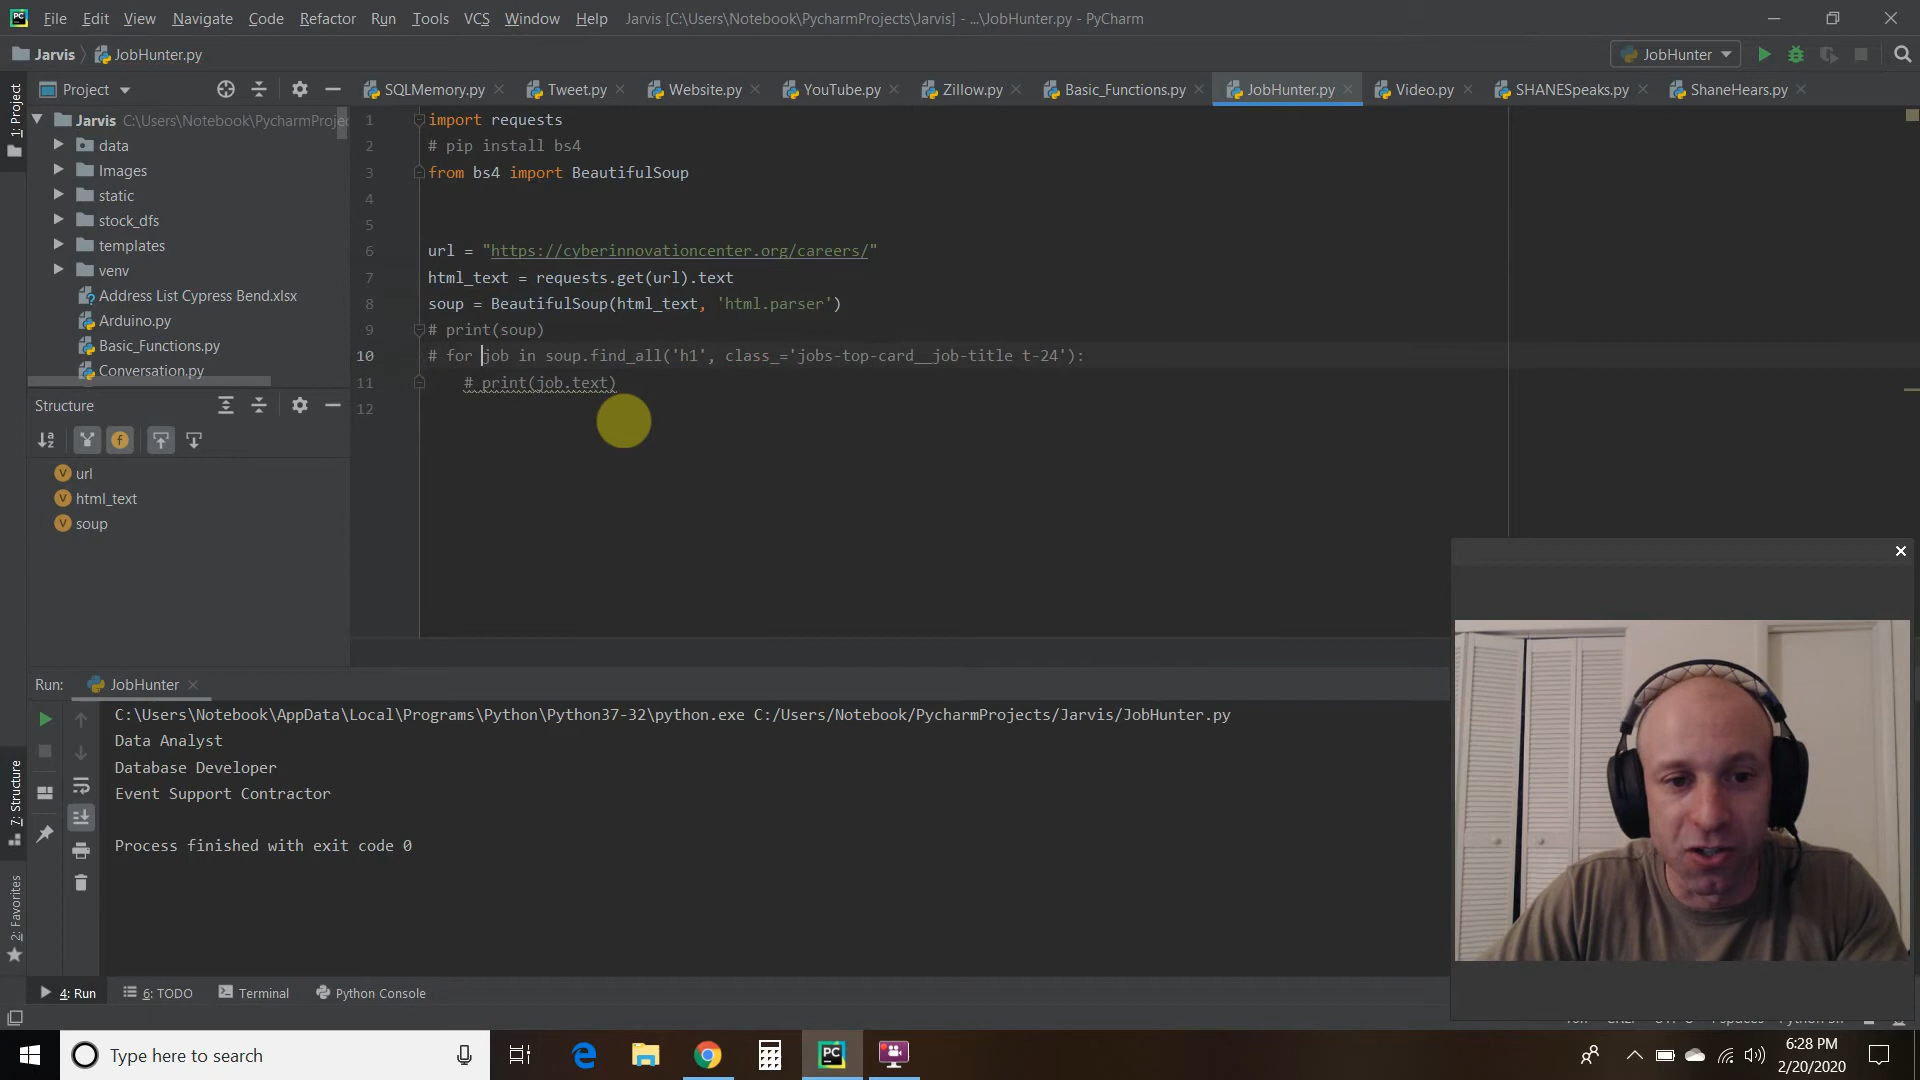 File Edit View Navigate Code Refactor Run Tools VCS Window Help Jarvis [C:\Users\Notebook\PycharmProjects\Jarvis] - ...\JobHunter.py - PyCharm
Jarvis JobHunter.py JobHunter
Project
SQLMemory.py Tweet.py Website.py YouTube.py Zillow.py Basic_Functions.py JobHunter.py Video.py SHANESpeaks.py ShaneHears.py
1: Project
Jarvis C:\Users\Notebook\PycharmProjec
data
Images
static
stock_dfs
templates
venv
Address List Cypress Bend.xlsx
Arduino.py
Basic_Functions.py
Conversation.py
1 import requests
2 # pip install bs4
3 from bs4 import BeautifulSoup
4
5
6 url = "https://cyberinnovationcenter.org/careers/"
7 html_text = requests.get(url).text
8 soup = BeautifulSoup(html_text, 'html.parser')
9 # print(soup)
10 # for job in soup.find_all('h1', class_='jobs-top-card__job-title t-24'):
11 # print(job.text)
12
Structure
url
html_text
soup
Run: JobHunter
C:\Users\Notebook\AppData\Local\Programs\Python\Python37-32\python.exe C:/Users/Notebook/PycharmProjects/Jarvis/JobHunter.py
Data Analyst
Database Developer
Event Support Contractor
Process finished with exit code 0
7: Structure
2: Favorites
4: Run 6: TODO Terminal Python Console
Type here to search
6:28 PM
2/20/2020